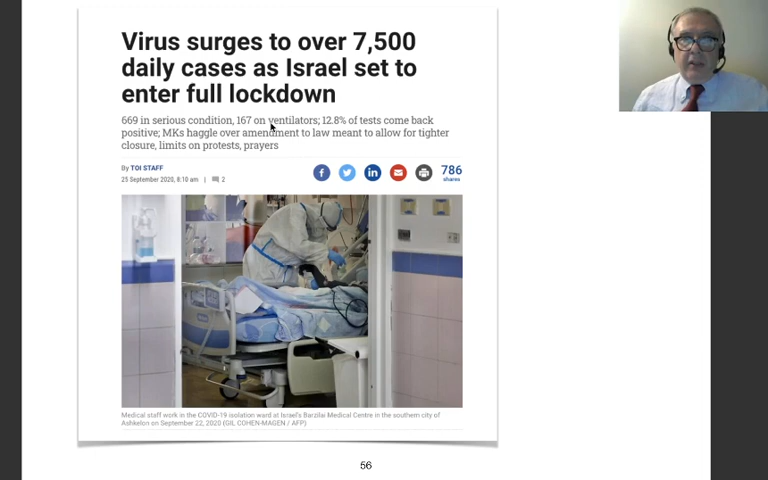 Virus surges to over 7,500
daily cases as Israel set to
enter full lockdown
669 in serious condition, 167 on ventilators; 12.8% of tests come back
positive; MKs haggle over amendment to law meant to allow for tighter
closure, limits on protests, prayers
By TOI STAFF
25 September 2020, 8:10 am | 2
786
shares
Medical staff work in the COVID-19 isolation ward at Israel's Barzilai Medical Centre in the southern city of
Ashkelon on September 22, 2020 (GIL COHEN-MAGEN / AFP)
56